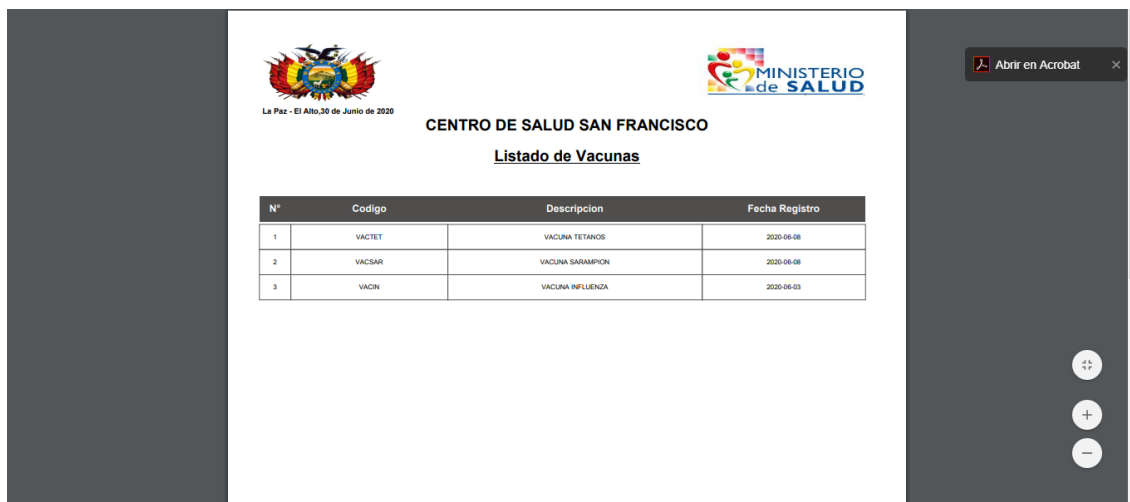 MINISTERIO
de SALUD
Abrir en Acrobat
La Paz - El Alto,30 de Junio de 2020
CENTRO DE SALUD SAN FRANCISCO
Listado de Vacunas
N° Codigo Descripcion Fecha Registro
1 VACTET VACUNA TETANOS 2020-06-08
2 VACSAR VACUNA SARAMPION 2020-06-08
3 VACIN VACUNA INFLUENZA 2020-06-03